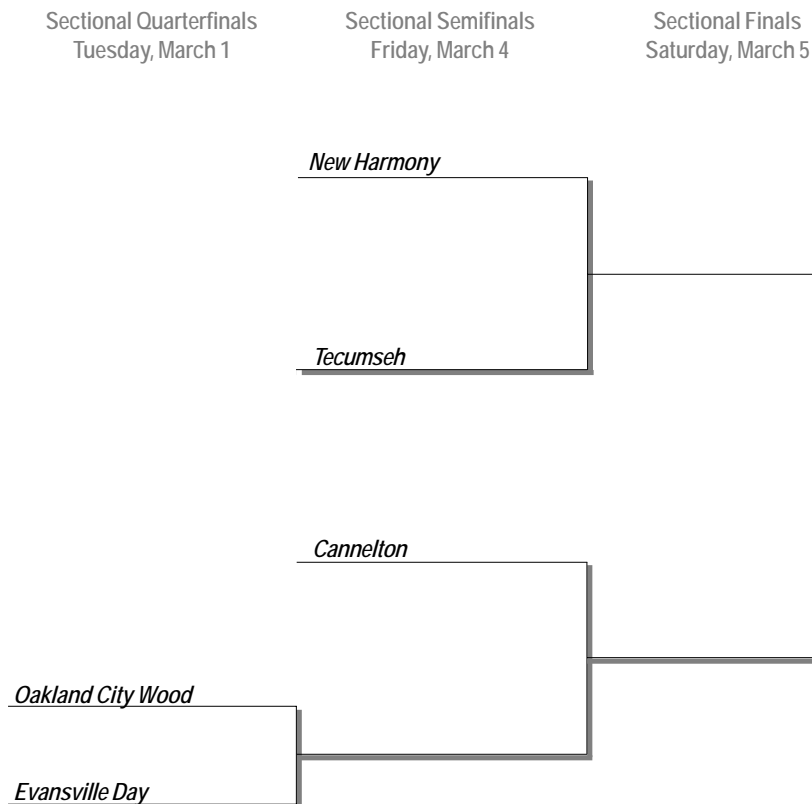 Sectional Quarterfinals
Tuesday, March 1
Sectional Semifinals
Friday, March 4
Sectional Finals
Saturday, March 5
New Harmony
Tecumseh
Cannelton
Oakland City Wood
Evansville Day